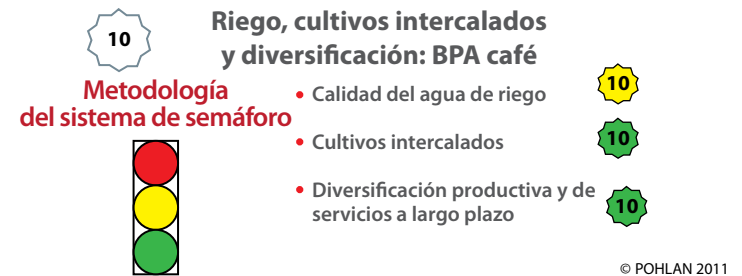 10
Riego, cultivos intercalados
y diversificación: BPA café
Metodología
del sistema de semáforo
• Calidad del agua de riego
10
• Cultivos intercalados
10
• Diversificación productiva y de
servicios a largo plazo
10
© POHLAN 2011